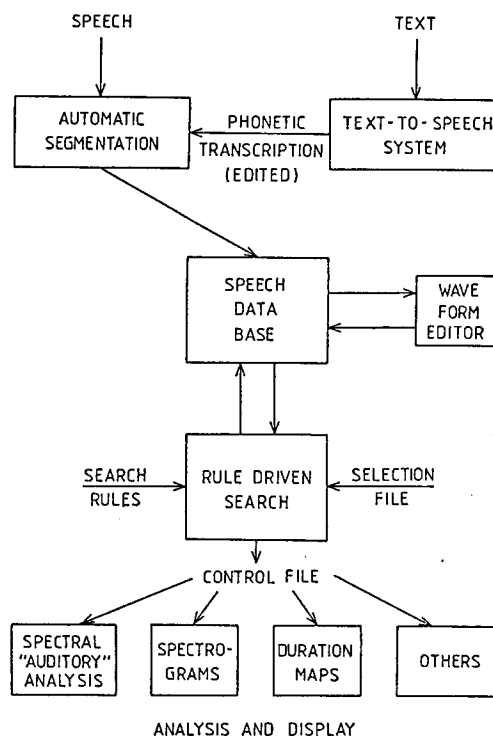 SPEECH
TEXT
AUTOMATIC
SEGMENTATION
PHONETIC
TRANSCRIPTION
(EDITED)
TEXT-TO-SPEECH
SYSTEM
SPEECH
DATA
BASE
WAVE
FORM
EDITOR
SEARCH
RULES
RULE DRIVEN
SEARCH
SELECTION
FILE
CONTROL FILE
SPECTRAL
"AUDITORY"
ANALYSIS
SPECTRO-
GRAMS
DURATION
MAPS
OTHERS
ANALYSIS AND DISPLAY